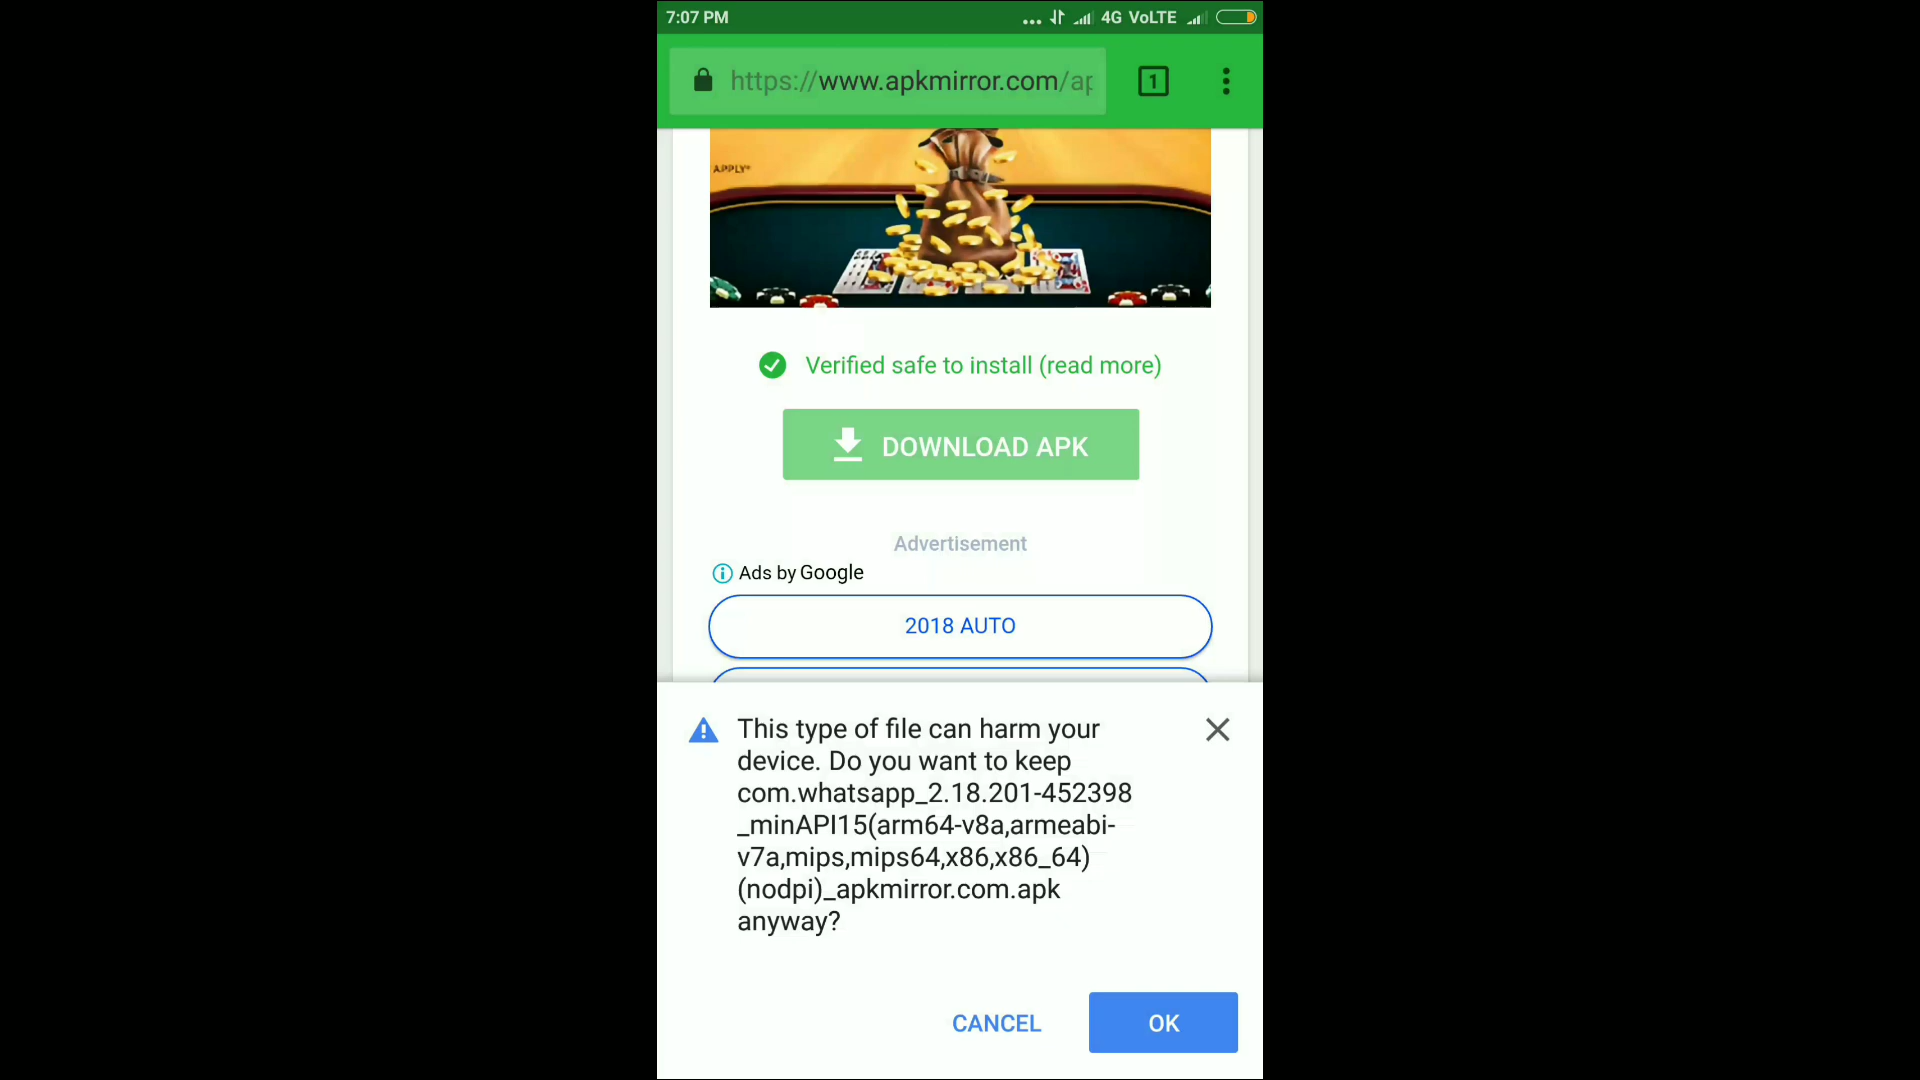 7:07 PM
4G VoLTE
https://www.apkmirror.com/ap
1
APPLY*
Verified safe to install (read more)
DOWNLOAD APK
Advertisement
Ads by Google
2018 AUTO
This type of file can harm your
device. Do you want to keep
com.whatsapp_2.18.201-452398
_minAPI15(arm64-v8a,armeabi-
v7a,mips,mips64,x86,x86_64)
(nodpi)_apkmirror.com.apk
anyway?
CANCEL
OK